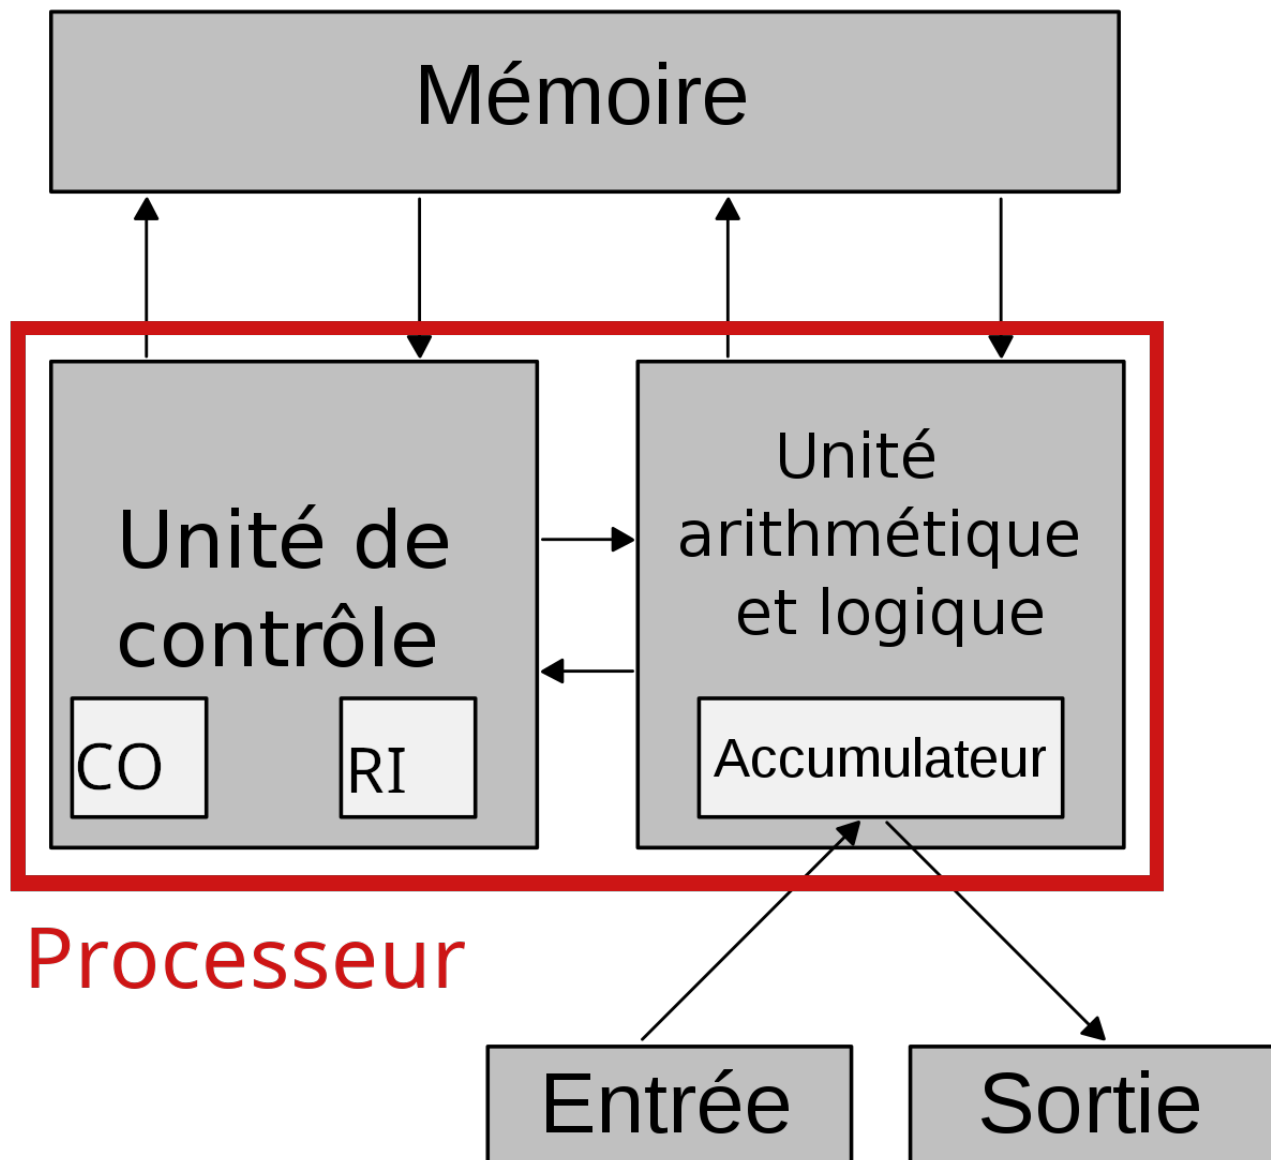 Mémoire
Unité de
contrôle
CO
RI
Unité
arithmétique
et logique
Accumulateur
Processeur
Entrée
Sortie